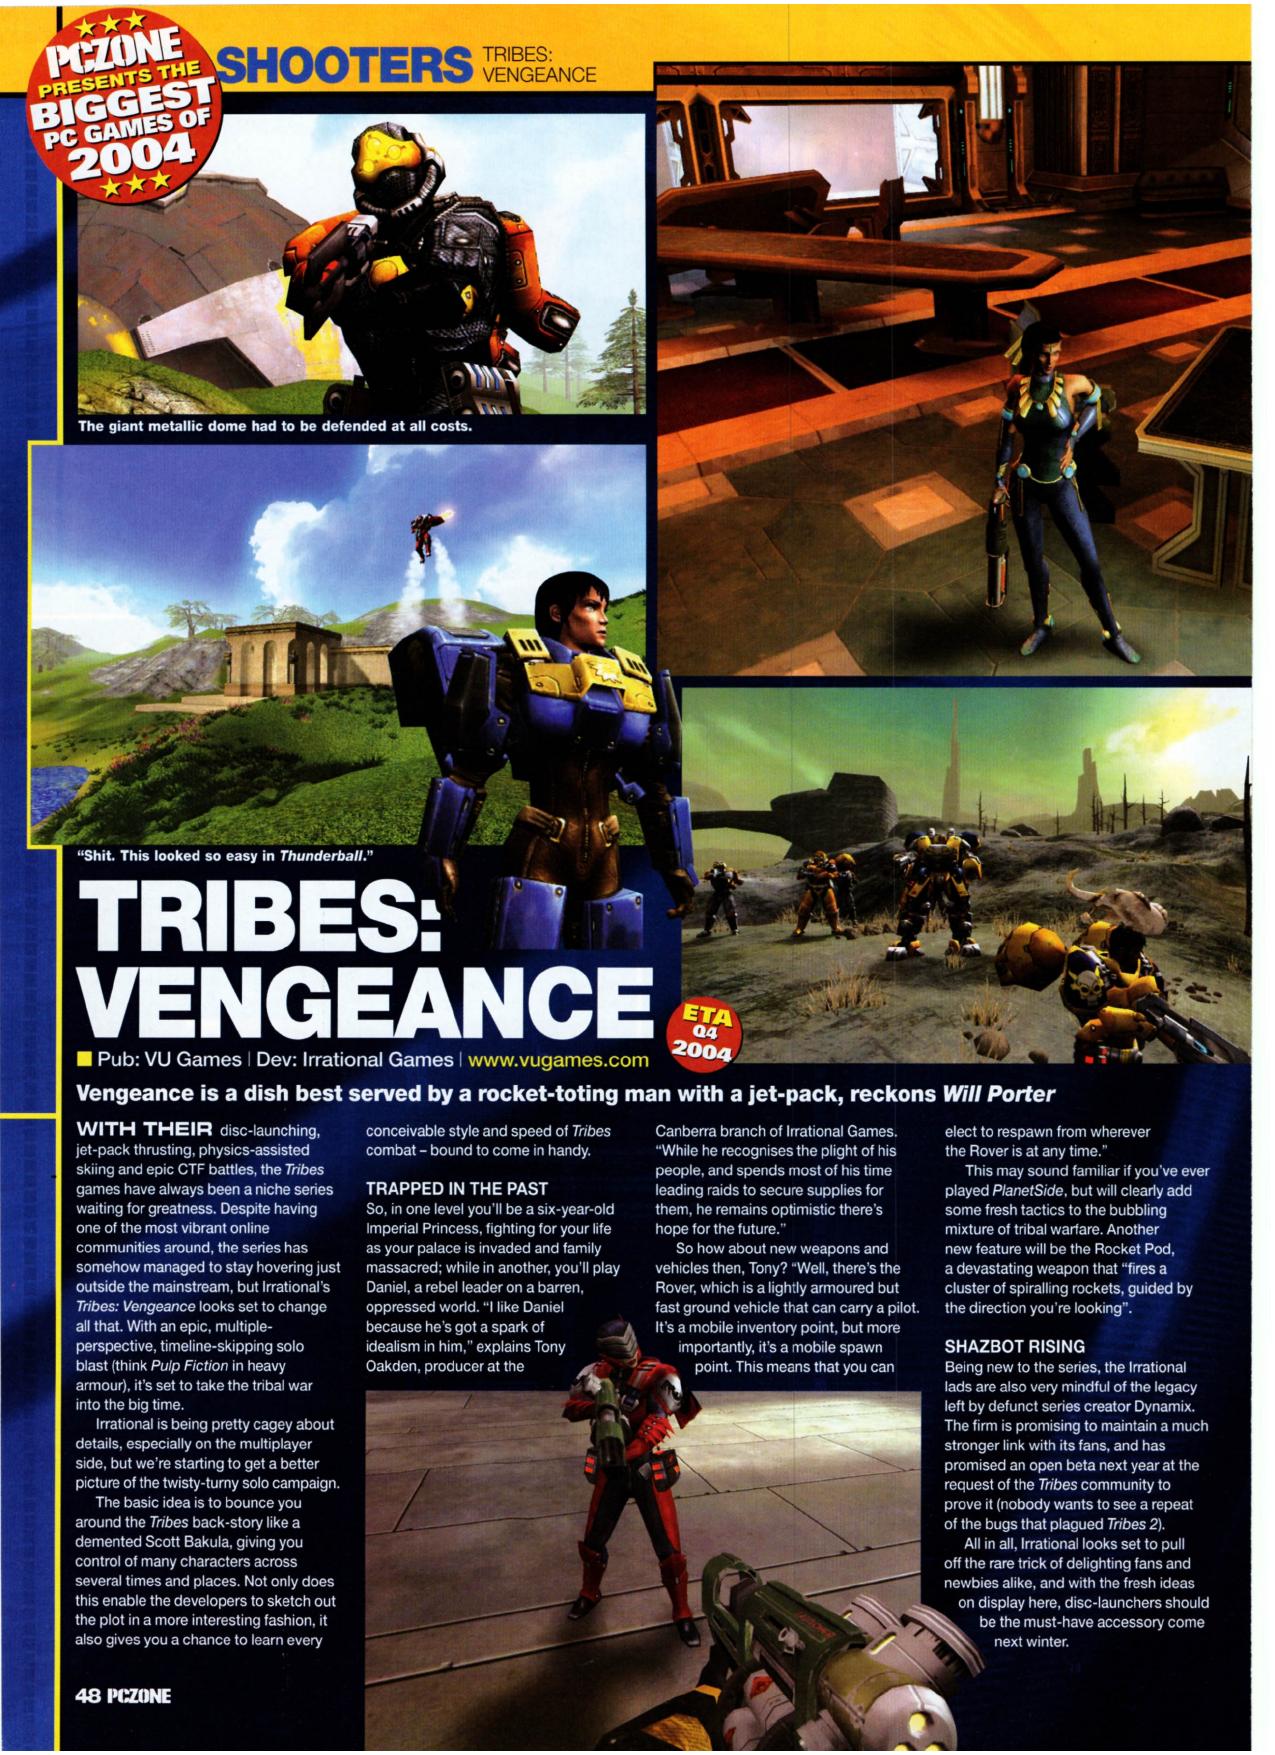 PCZONE
PRESENTS THE
BIGGEST
PC GAMES OF
2004
SHOOTERS
TRIBES:
VENGEANCE
The giant metallic dome had to be defended at all costs.
“Shit. This looked so easy in Thunderball.”
TRIBES:
VENGEANCE
ETA
Q4
2004
Pub: VU Games | Dev: Irrational Games | www.vugames.com
Vengeance is a dish best served by a rocket-toting man with a jet-pack, reckons Will Porter
WITH THEIR disc-launching,
jet-pack thrusting, physics-assisted
skiing and epic CTF battles, the Tribes
games have always been a niche series
waiting for greatness. Despite having
one of the most vibrant online
communities around, the series has
somehow managed to stay hovering just
outside the mainstream, but Irrational's
Tribes: Vengeance looks set to change
all that. With an epic, multiple-
perspective, timeline-skipping solo
blast (think Pulp Fiction in heavy
armour), it's set to take the tribal war
into the big time.
Irrational is being pretty cagey about
details, especially on the multiplayer
side, but we're starting to get a better
picture of the twisty-turny solo campaign.
The basic idea is to bounce you
around the Tribes back-story like a
demented Scott Bakula, giving you
control of many characters across
several times and places. Not only does
this enable the developers to sketch out
the plot in a more interesting fashion, it
also gives you a chance to learn every
conceivable style and speed of Tribes
combat – bound to come in handy.
TRAPPED IN THE PAST
So, in one level you'll be a six-year-old
Imperial Princess, fighting for your life
as your palace is invaded and family
massacred; while in another, you'll play
Daniel, a rebel leader on a barren,
oppressed world. “I like Daniel
because he's got a spark of
idealism in him,” explains Tony
Oakden, producer at the
Canberra branch of Irrational Games.
“While he recognises the plight of his
people, and spends most of his time
leading raids to secure supplies for
them, he remains optimistic there's
hope for the future.”
So how about new weapons and
vehicles then, Tony? “Well, there's the
Rover, which is a lightly armoured but
fast ground vehicle that can carry a pilot.
It's a mobile inventory point, but more
importantly, it's a mobile spawn
point. This means that you can
elect to respawn from wherever
the Rover is at any time.”
This may sound familiar if you've ever
played PlanetSide, but will clearly add
some fresh tactics to the bubbling
mixture of tribal warfare. Another
new feature will be the Rocket Pod,
a devastating weapon that “fires a
cluster of spiralling rockets, guided by
the direction you're looking”.
SHAZBOT RISING
Being new to the series, the Irrational
lads are also very mindful of the legacy
left by defunct series creator Dynamix.
The firm is promising to maintain a much
stronger link with its fans, and has
promised an open beta next year at the
request of the Tribes community to
prove it (nobody wants to see a repeat
of the bugs that plagued Tribes 2).
All in all, Irrational looks set to pull
off the rare trick of delighting fans and
newbies alike, and with the fresh ideas
on display here, disc-launchers should
be the must-have accessory come
next winter.
48 PCZONE